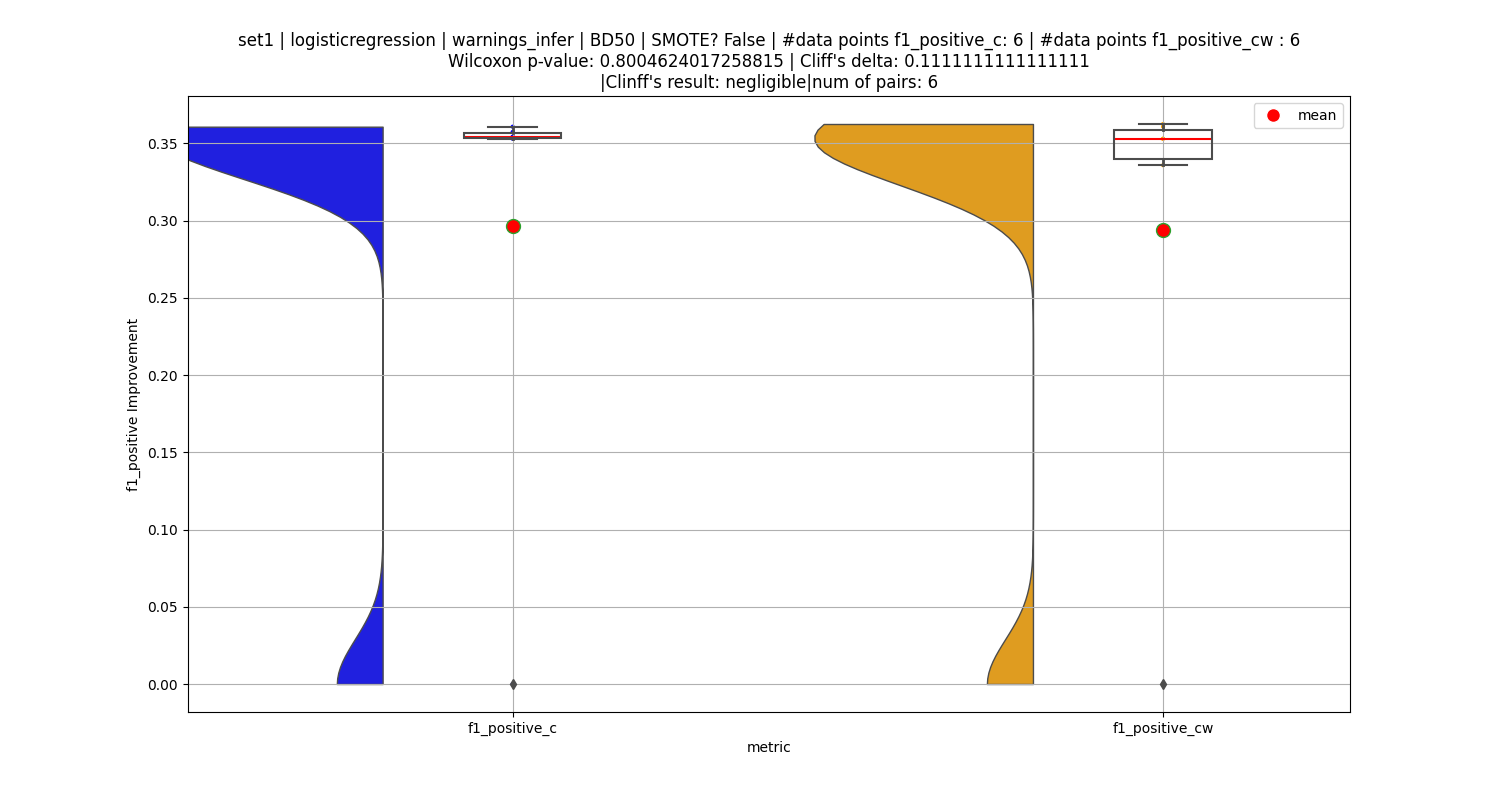 set1 | logisticregression | warnings_infer | BD50 | SMOTE? False | #data points f1_positive_c: 6 | #data points f1_positive_cw : 6
Wilcoxon p-value: 0.8004624017258815 | Cliff's delta: 0.1111111111111111
|Clinff's result: negligible|num of pairs: 6
mean
0.35
0.30
0.25
0.20
0.15
0.10
0.05
0.00
f1_positive Improvement
f1_positive_c
f1_positive_cw
metric